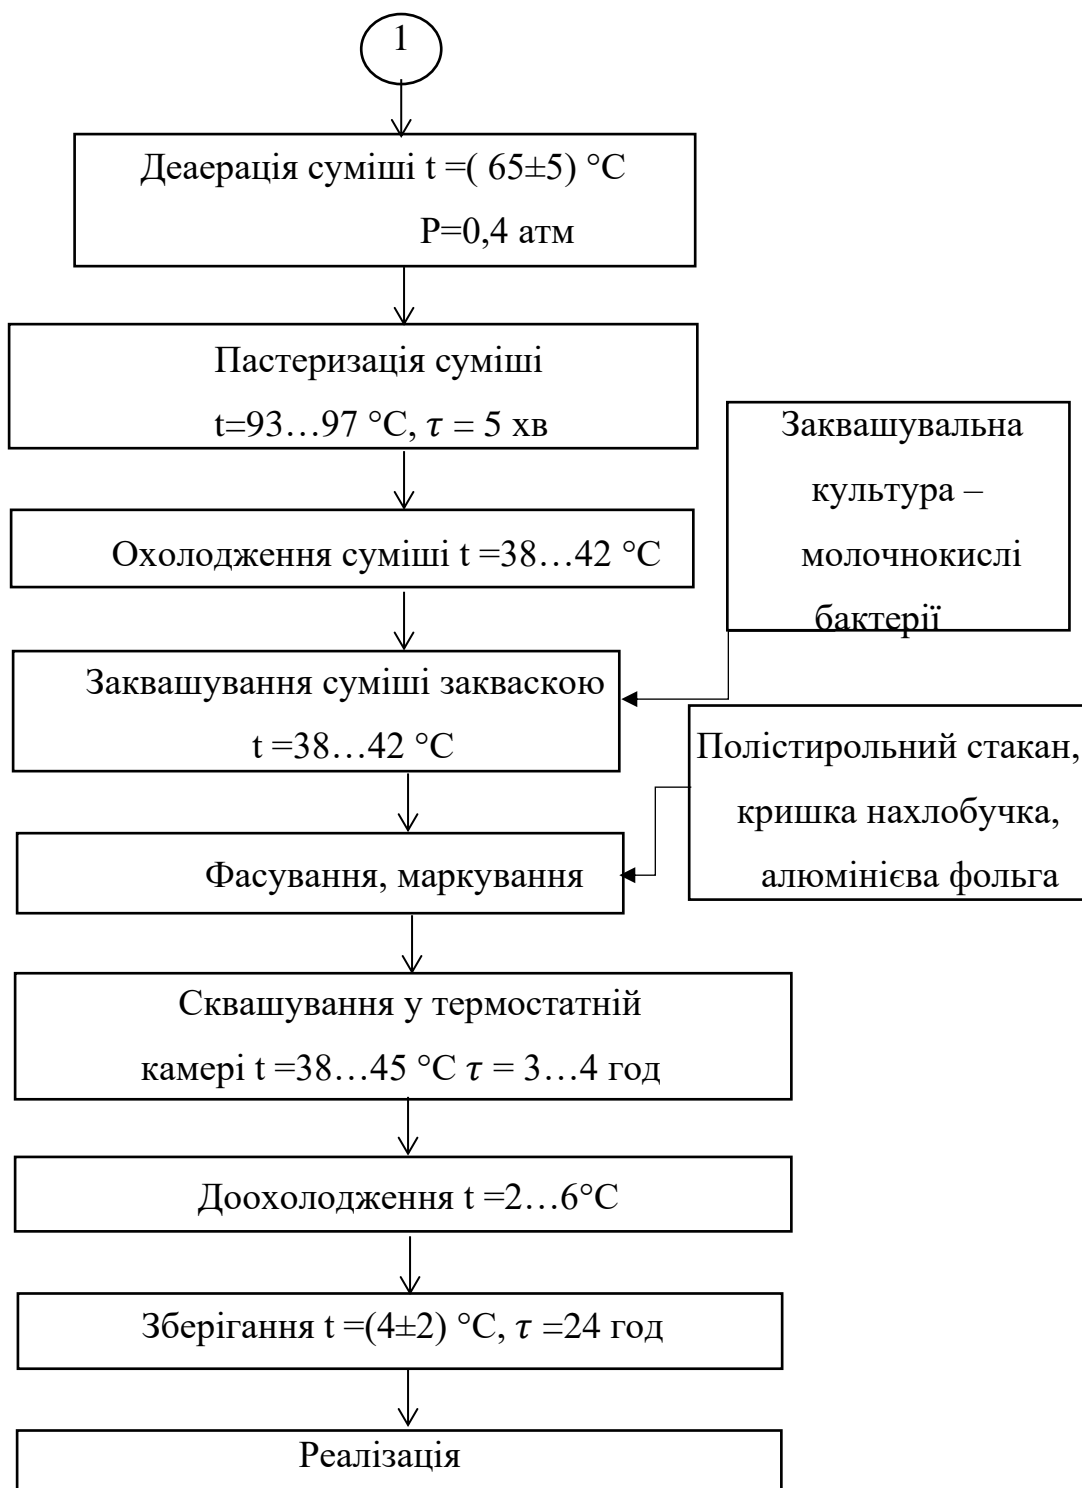 1
Деаерація суміші t =( 65±5) °C
P=0,4 атм
Пастеризація суміші
t=93…97 °C, τ = 5 хв
Заквашувальна
культура –
молочнокислі
бактерії
Охолодження суміші t =38…42 °C
Заквашування суміші закваскою
t =38…42 °C
Полістирольний стакан,
кришка нахлобучка,
алюмінієва фольга
Фасування, маркування
Сквашування у термостатній
камері t =38…45 °C τ = 3…4 год
Доохолодження t =2…6°C
Зберігання t =(4±2) °C, τ =24 год
Реалізація